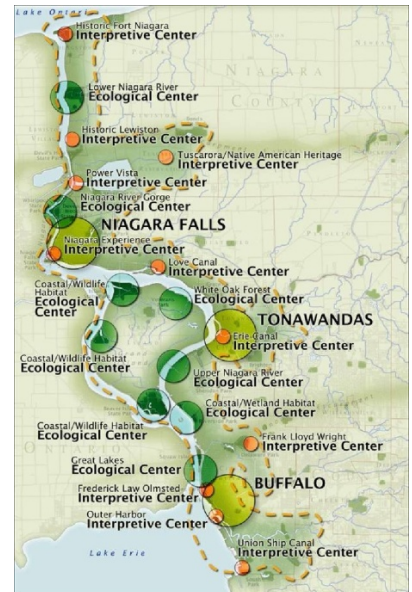 Lake Ontario
Historic Fort Niagara
Interpretive Center
NIAGARA
COUNTY
Lower Niagara River
Ecological Center
Historic Lewiston
Interpretive Center
Tuscarora/Native American Heritage
Interpretive Center
Power Vista
Interpretive Center
Niagara River Gorge
Ecological Center
NIAGARA FALLS
Niagara Experience
Interpretive Center
Love Canal
Interpretive Center
Coastal/Wildlife
Habitat
Ecological
Center
White Oak Forest
Ecological Center
TONAWANDAS
Erie Canal
Interpretive Center
Coastal/Wildlife Habitat
Ecological Center
Upper Niagara River
Ecological Center
Coastal/Wetland Habitat
Ecological Center
Coastal/Wildlife Habitat
Ecological Center
Frank Lloyd Wright
Interpretive Center
ONTARIO
Great Lakes
Ecological Center
BUFFALO
Frederick Law Olmsted
Interpretive Center
Outer Harbor
Interpretive Center
Union Ship Canal
Interpretive Center
Lake Erie